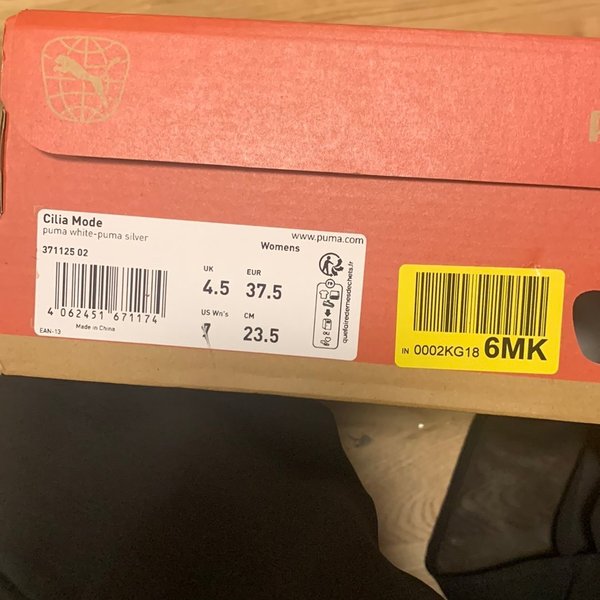 Cilia Mode
puma white-puma silver
www.puma.com
371125 02
Womens
UK
4.5
EUR
37.5
US Wn's
7
CM
23.5
4 062451 671174
EAN-13
Made in China
quefairedemesdechets.fr
IN 0002KG18 6MK